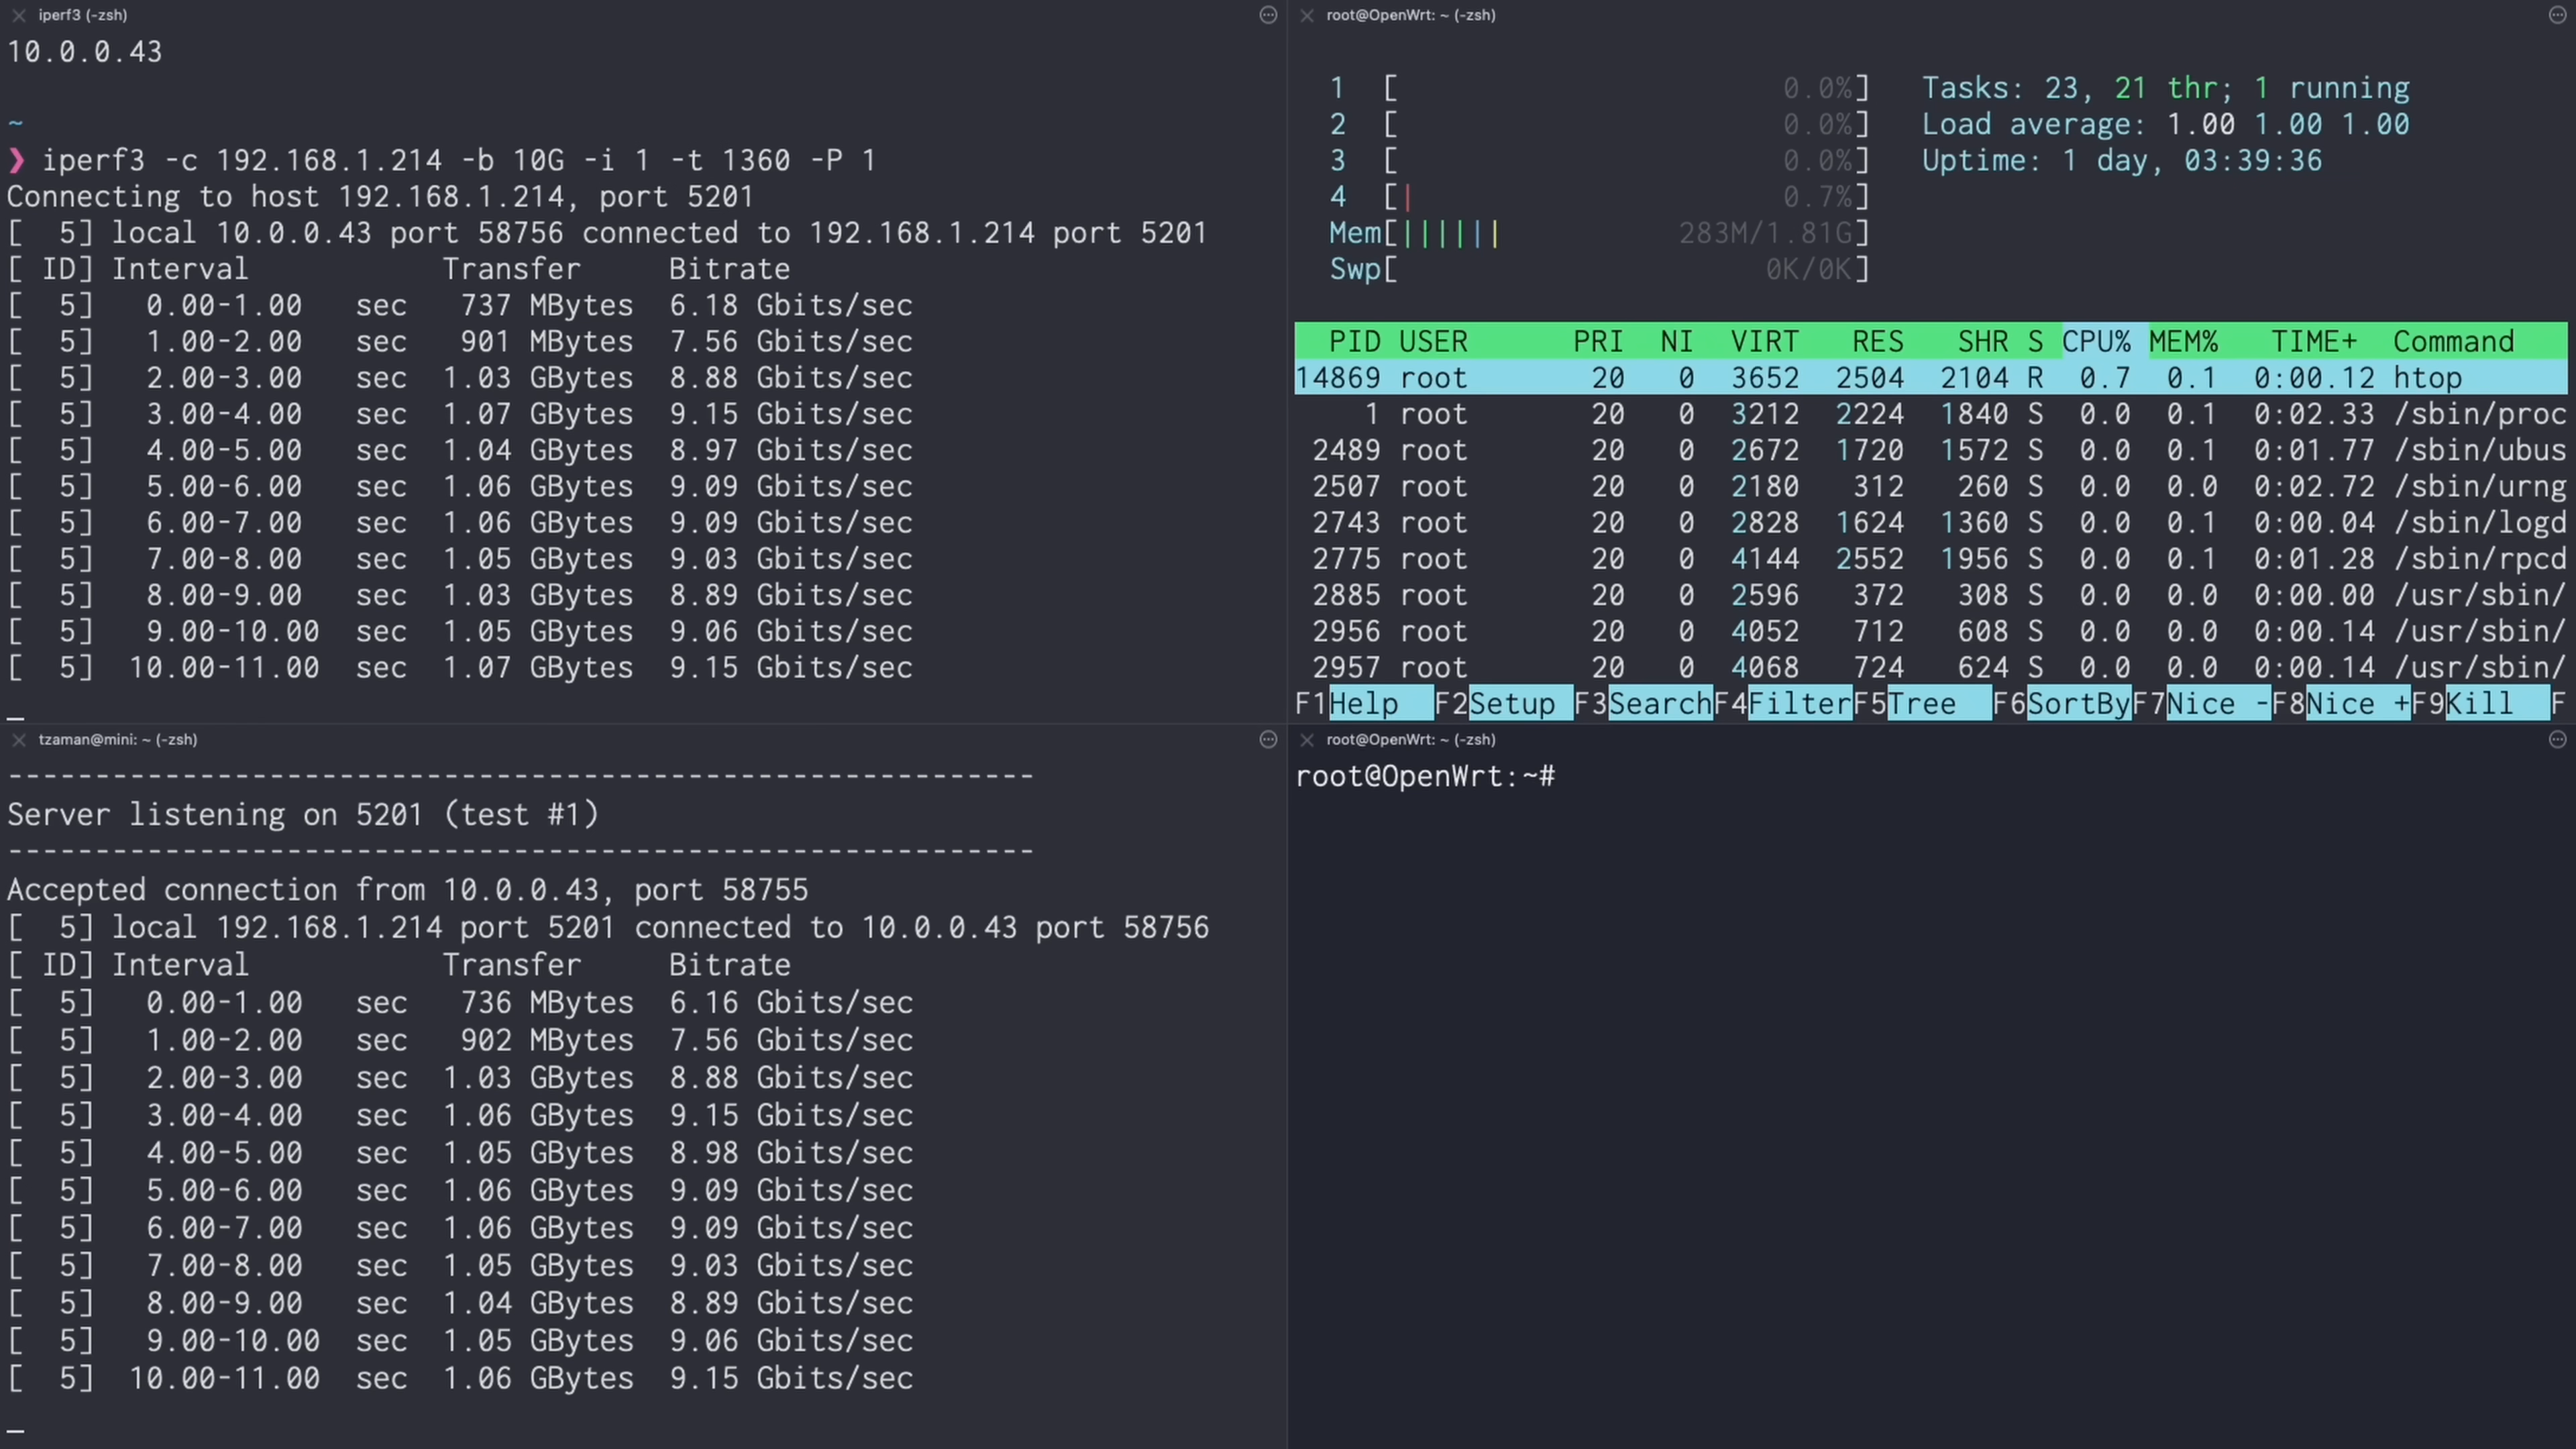 iperf3 (-zsh)
10.0.0.43
~
❯ iperf3 -c 192.168.1.214 -b 10G -i 1 -t 1360 -P 1
Connecting to host 192.168.1.214, port 5201
[  5] local 10.0.0.43 port 58756 connected to 192.168.1.214 port 5201
[ ID] Interval           Transfer     Bitrate
[  5]   0.00-1.00   sec   737 MBytes  6.18 Gbits/sec
[  5]   1.00-2.00   sec   901 MBytes  7.56 Gbits/sec
[  5]   2.00-3.00   sec  1.03 GBytes  8.88 Gbits/sec
[  5]   3.00-4.00   sec  1.07 GBytes  9.15 Gbits/sec
[  5]   4.00-5.00   sec  1.04 GBytes  8.97 Gbits/sec
[  5]   5.00-6.00   sec  1.06 GBytes  9.09 Gbits/sec
[  5]   6.00-7.00   sec  1.06 GBytes  9.09 Gbits/sec
[  5]   7.00-8.00   sec  1.05 GBytes  9.03 Gbits/sec
[  5]   8.00-9.00   sec  1.03 GBytes  8.89 Gbits/sec
[  5]   9.00-10.00  sec  1.05 GBytes  9.06 Gbits/sec
[  5]  10.00-11.00  sec  1.07 GBytes  9.15 Gbits/sec
root@OpenWrt: ~ (-zsh)
1  [                      0.0%]   Tasks: 23, 21 thr; 1 running
2  [                      0.0%]   Load average: 1.00 1.00 1.00
3  [                      0.0%]   Uptime: 1 day, 03:39:36
4  [|                     0.7%]
Mem[||||||          283M/1.81G]
Swp[                     0K/0K]
PID USER      PRI  NI  VIRT   RES   SHR S CPU% MEM%   TIME+  Command
14869 root       20   0  3652  2504  2104 R  0.7  0.1  0:00.12 htop
1 root       20   0  3212  2224  1840 S  0.0  0.1  0:02.33 /sbin/proc
2489 root       20   0  2672  1720  1572 S  0.0  0.1  0:01.77 /sbin/ubus
2507 root       20   0  2180   312   260 S  0.0  0.0  0:02.72 /sbin/urng
2743 root       20   0  2828  1624  1360 S  0.0  0.1  0:00.04 /sbin/logd
2775 root       20   0  4144  2552  1956 S  0.0  0.1  0:01.28 /sbin/rpcd
2885 root       20   0  2596   372   308 S  0.0  0.0  0:00.00 /usr/sbin/
2956 root       20   0  4052   712   608 S  0.0  0.0  0:00.14 /usr/sbin/
2957 root       20   0  4068   724   624 S  0.0  0.0  0:00.14 /usr/sbin/
F1Help  F2Setup F3SearchF4FilterF5Tree  F6SortByF7Nice -F8Nice +F9Kill  F
tzaman@mini: ~ (-zsh)
-----------------------------------------------------------
Server listening on 5201 (test #1)
-----------------------------------------------------------
Accepted connection from 10.0.0.43, port 58755
[  5] local 192.168.1.214 port 5201 connected to 10.0.0.43 port 58756
[ ID] Interval           Transfer     Bitrate
[  5]   0.00-1.00   sec   736 MBytes  6.16 Gbits/sec
[  5]   1.00-2.00   sec   902 MBytes  7.56 Gbits/sec
[  5]   2.00-3.00   sec  1.03 GBytes  8.88 Gbits/sec
[  5]   3.00-4.00   sec  1.06 GBytes  9.15 Gbits/sec
[  5]   4.00-5.00   sec  1.05 GBytes  8.98 Gbits/sec
[  5]   5.00-6.00   sec  1.06 GBytes  9.09 Gbits/sec
[  5]   6.00-7.00   sec  1.06 GBytes  9.09 Gbits/sec
[  5]   7.00-8.00   sec  1.05 GBytes  9.03 Gbits/sec
[  5]   8.00-9.00   sec  1.04 GBytes  8.89 Gbits/sec
[  5]   9.00-10.00  sec  1.05 GBytes  9.06 Gbits/sec
[  5]  10.00-11.00  sec  1.06 GBytes  9.15 Gbits/sec
root@OpenWrt: ~ (-zsh)
root@OpenWrt:~#